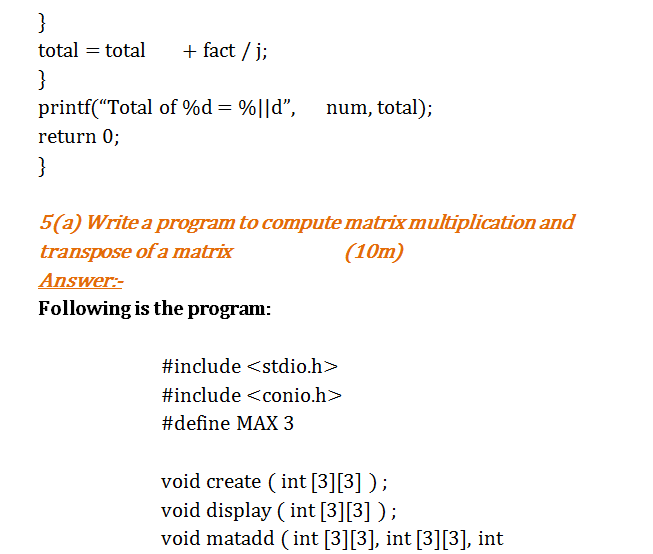 }
total = total + fact / j;
}
printf(“Total of %d = %||d”, num, total);
return 0;
}
5(a) Write a program to compute matrix multiplication and
transpose of a matrix (10m)
Answer:-
Following is the program:
#include <stdio.h>
#include <conio.h>
#define MAX 3
void create ( int [3][3] ) ;
void display ( int [3][3] ) ;
void matadd ( int [3][3], int [3][3], int